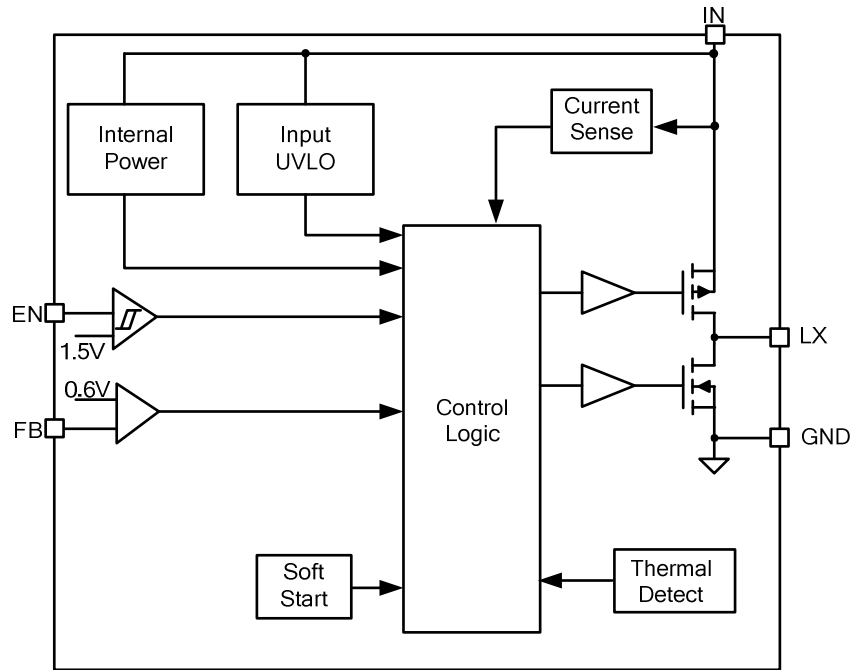 IN
Current
Sense
Internal
Power
Input
UVLO
EN
1.5V
LX
0.6V
FB
Control
Logic
GND
Soft
Start
Thermal
Detect